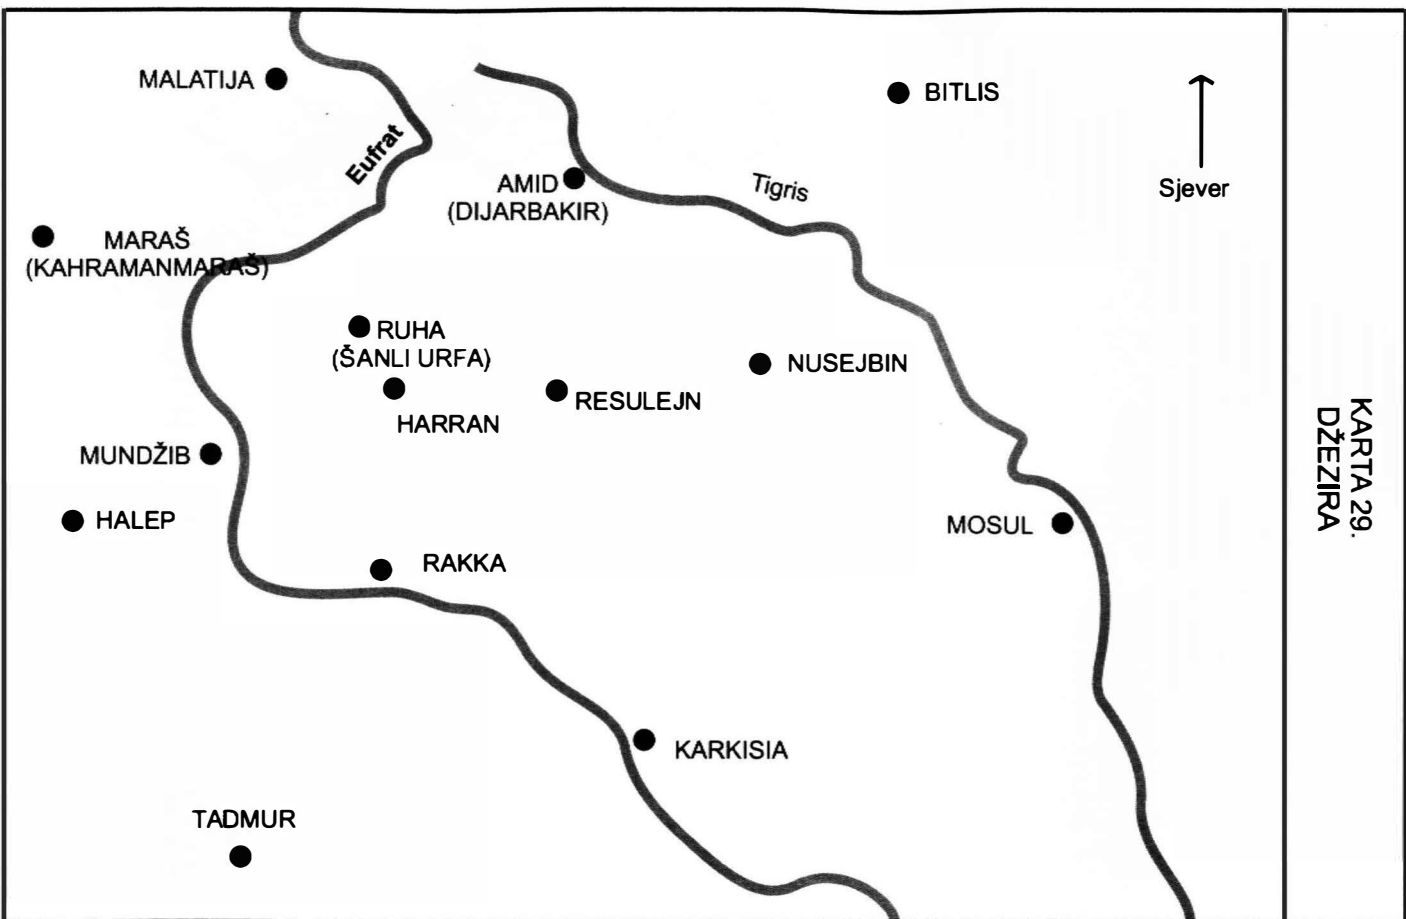 MALATIJA
BITLIS
Eufrat
AMID
(DIJARBAKIR)
Tigris
Sjever
MARAŠ
(KAHRAMANMARAŠ)
RUHA
(ŠANLI URFA)
NUSEJBIN
HARRAN
RESULEJN
MUNDŽIB
HALEP
MOSUL
RAKKA
KARKISIA
TADMUR
KARTA 29.
DŽEZIRA